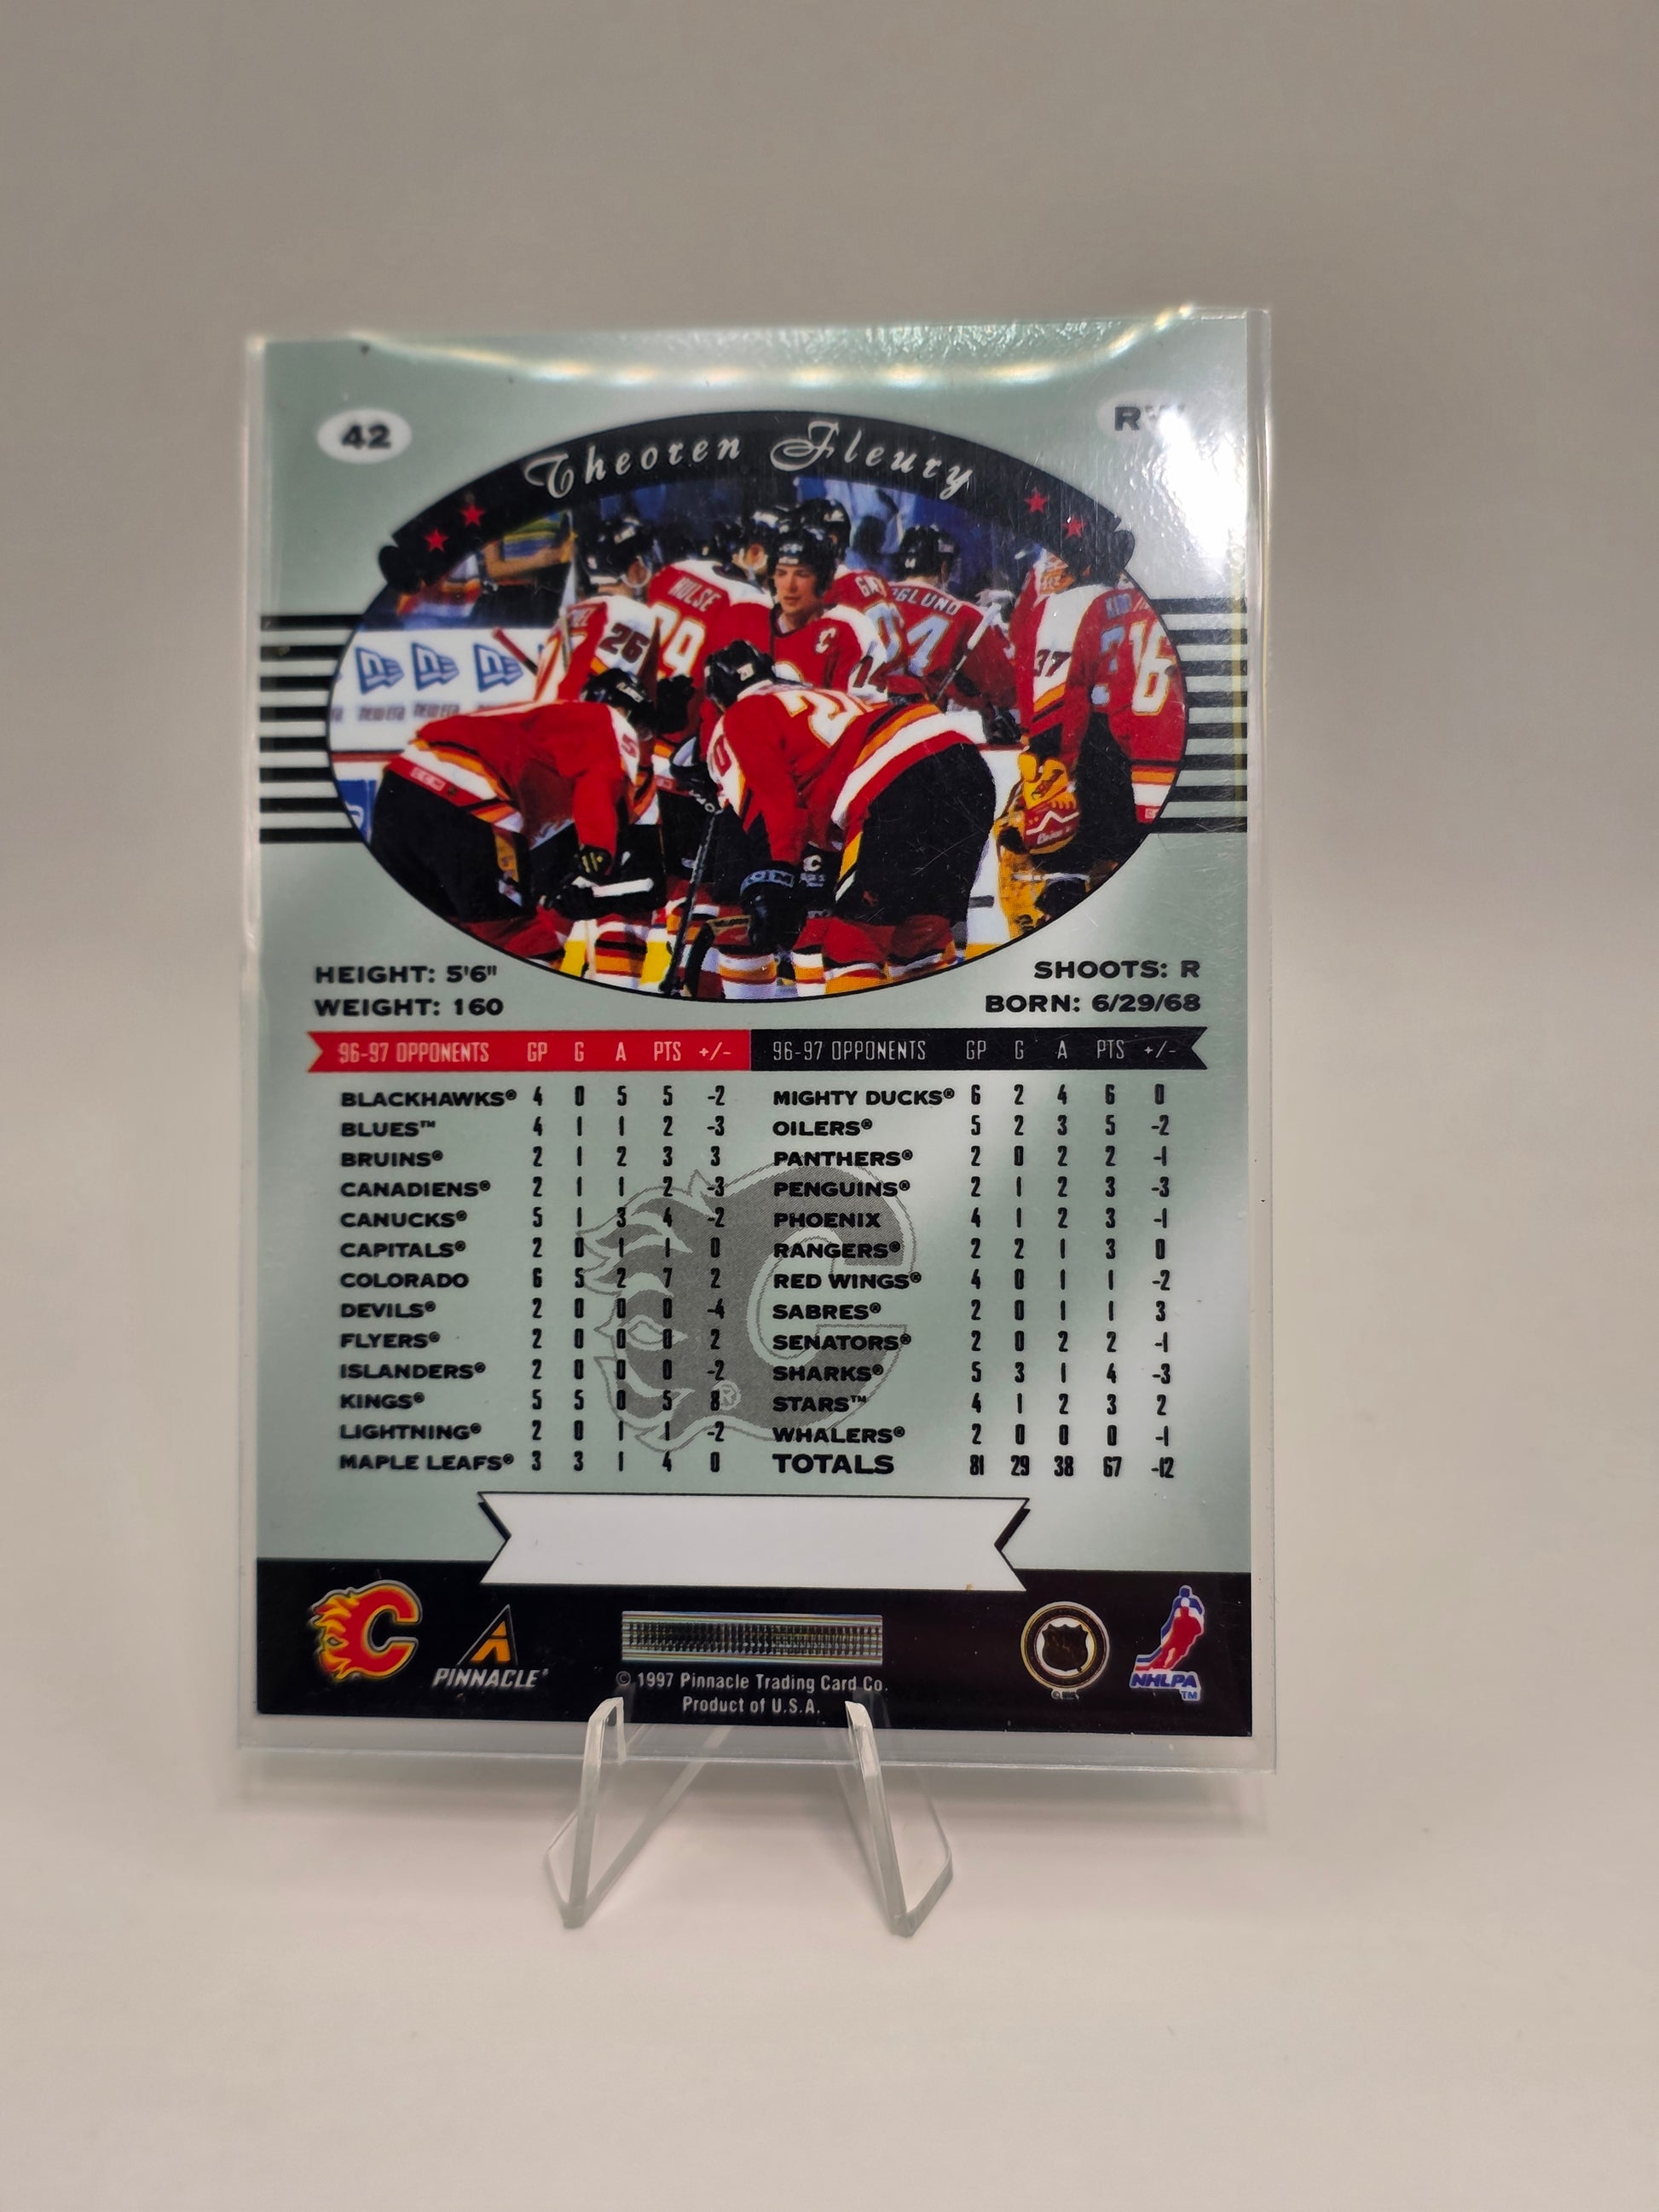 42
Theoren Fleury
HULSE
GLUND
26
37
16
NEW ERA
HEIGHT: 5'6"
SHOOTS: R
WEIGHT: 160
BORN: 6/29/68
96-97 OPPONENTS GP G A PTS +/- 96-97 OPPONENTS GP G A PTS +/-
BLACKHAWKS® 4 0 5 5 -2 MIGHTY DUCKS® 6 2 4 6 0
BLUES™ 4 1 1 2 -3 OILERS® 5 2 3 5 -2
BRUINS® 2 1 2 3 3 PANTHERS® 2 0 2 2 -1
CANADIENS® 2 1 1 2 -3 PENGUINS® 2 1 2 3 -3
CANUCKS® 5 1 3 4 -2 PHOENIX 4 1 2 3 -1
CAPITALS® 2 0 1 1 0 RANGERS® 2 2 1 3 0
COLORADO 6 5 2 7 2 RED WINGS® 4 0 1 1 -2
DEVILS® 2 0 0 0 -4 SABRES® 2 0 1 1 3
FLYERS® 2 0 0 0 2 SENATORS® 2 0 2 2 -1
ISLANDERS® 2 0 0 0 -2 SHARKS® 5 3 1 4 -3
KINGS® 5 5 0 5 8 STARS™ 4 1 2 3 2
LIGHTNING® 2 0 1 1 -2 WHALERS® 2 0 0 0 -1
MAPLE LEAFS® 3 3 1 4 0 TOTALS 81 29 38 67 -12
PINNACLE®
© 1997 Pinnacle Trading Card Co.
Product of U.S.A.
NHLPA
TM